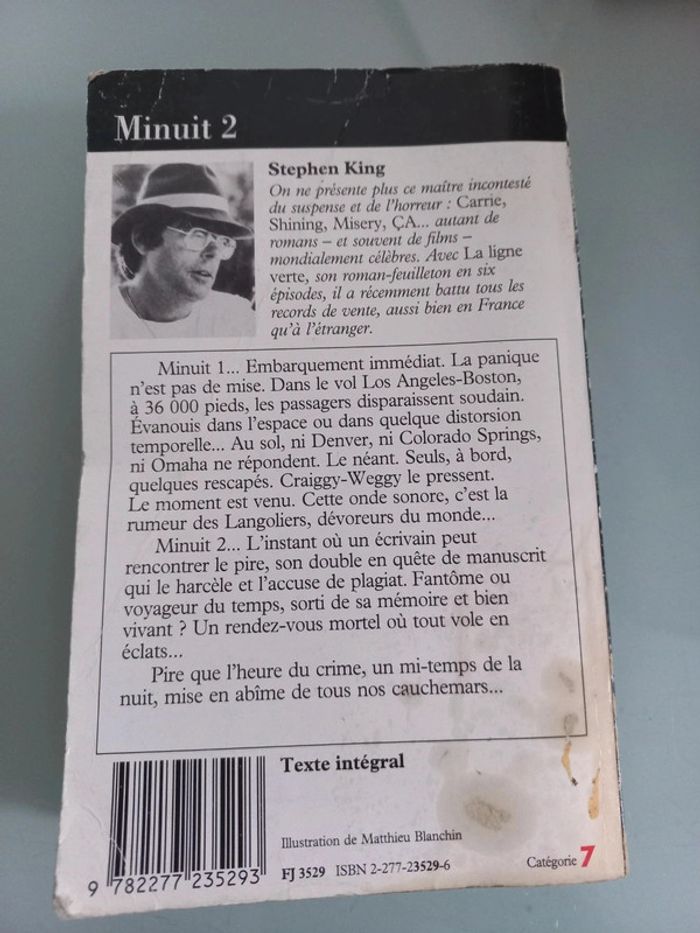 Minuit 2
Stephen King
On ne présente plus ce maître incontesté
du suspense et de l'horreur : Carrie,
Shining, Misery, ÇA... autant de
romans – et souvent de films –
mondialement célèbres. Avec La ligne
verte, son roman-feuilleton en six
épisodes, il a récemment battu tous les
records de vente, aussi bien en France
qu'à l'étranger.
Minuit 1... Embarquement immédiat. La panique
n'est pas de mise. Dans le vol Los Angeles-Boston,
à 36 000 pieds, les passagers disparaissent soudain.
Évanouis dans l'espace ou dans quelque distorsion
temporelle... Au sol, ni Denver, ni Colorado Springs,
ni Omaha ne répondent. Le néant. Seuls, à bord,
quelques rescapés. Craiggy-Weggy le pressent.
Le moment est venu. Cette onde sonore, c'est la
rumeur des Langoliers, dévoreurs du monde...
Minuit 2... L'instant où un écrivain peut
rencontrer le pire, son double en quête de manuscrit
qui le harcèle et l'accuse de plagiat. Fantôme ou
voyageur du temps, sorti de sa mémoire et bien
vivant ? Un rendez-vous mortel où tout vole en
éclats...
Pire que l'heure du crime, un mi-temps de la
nuit, mise en abîme de tous nos cauchemars...
Texte intégral
Illustration de Matthieu Blanchin
FJ 3529 ISBN 2-277-23529-6
Catégorie 7
9 782277 235293